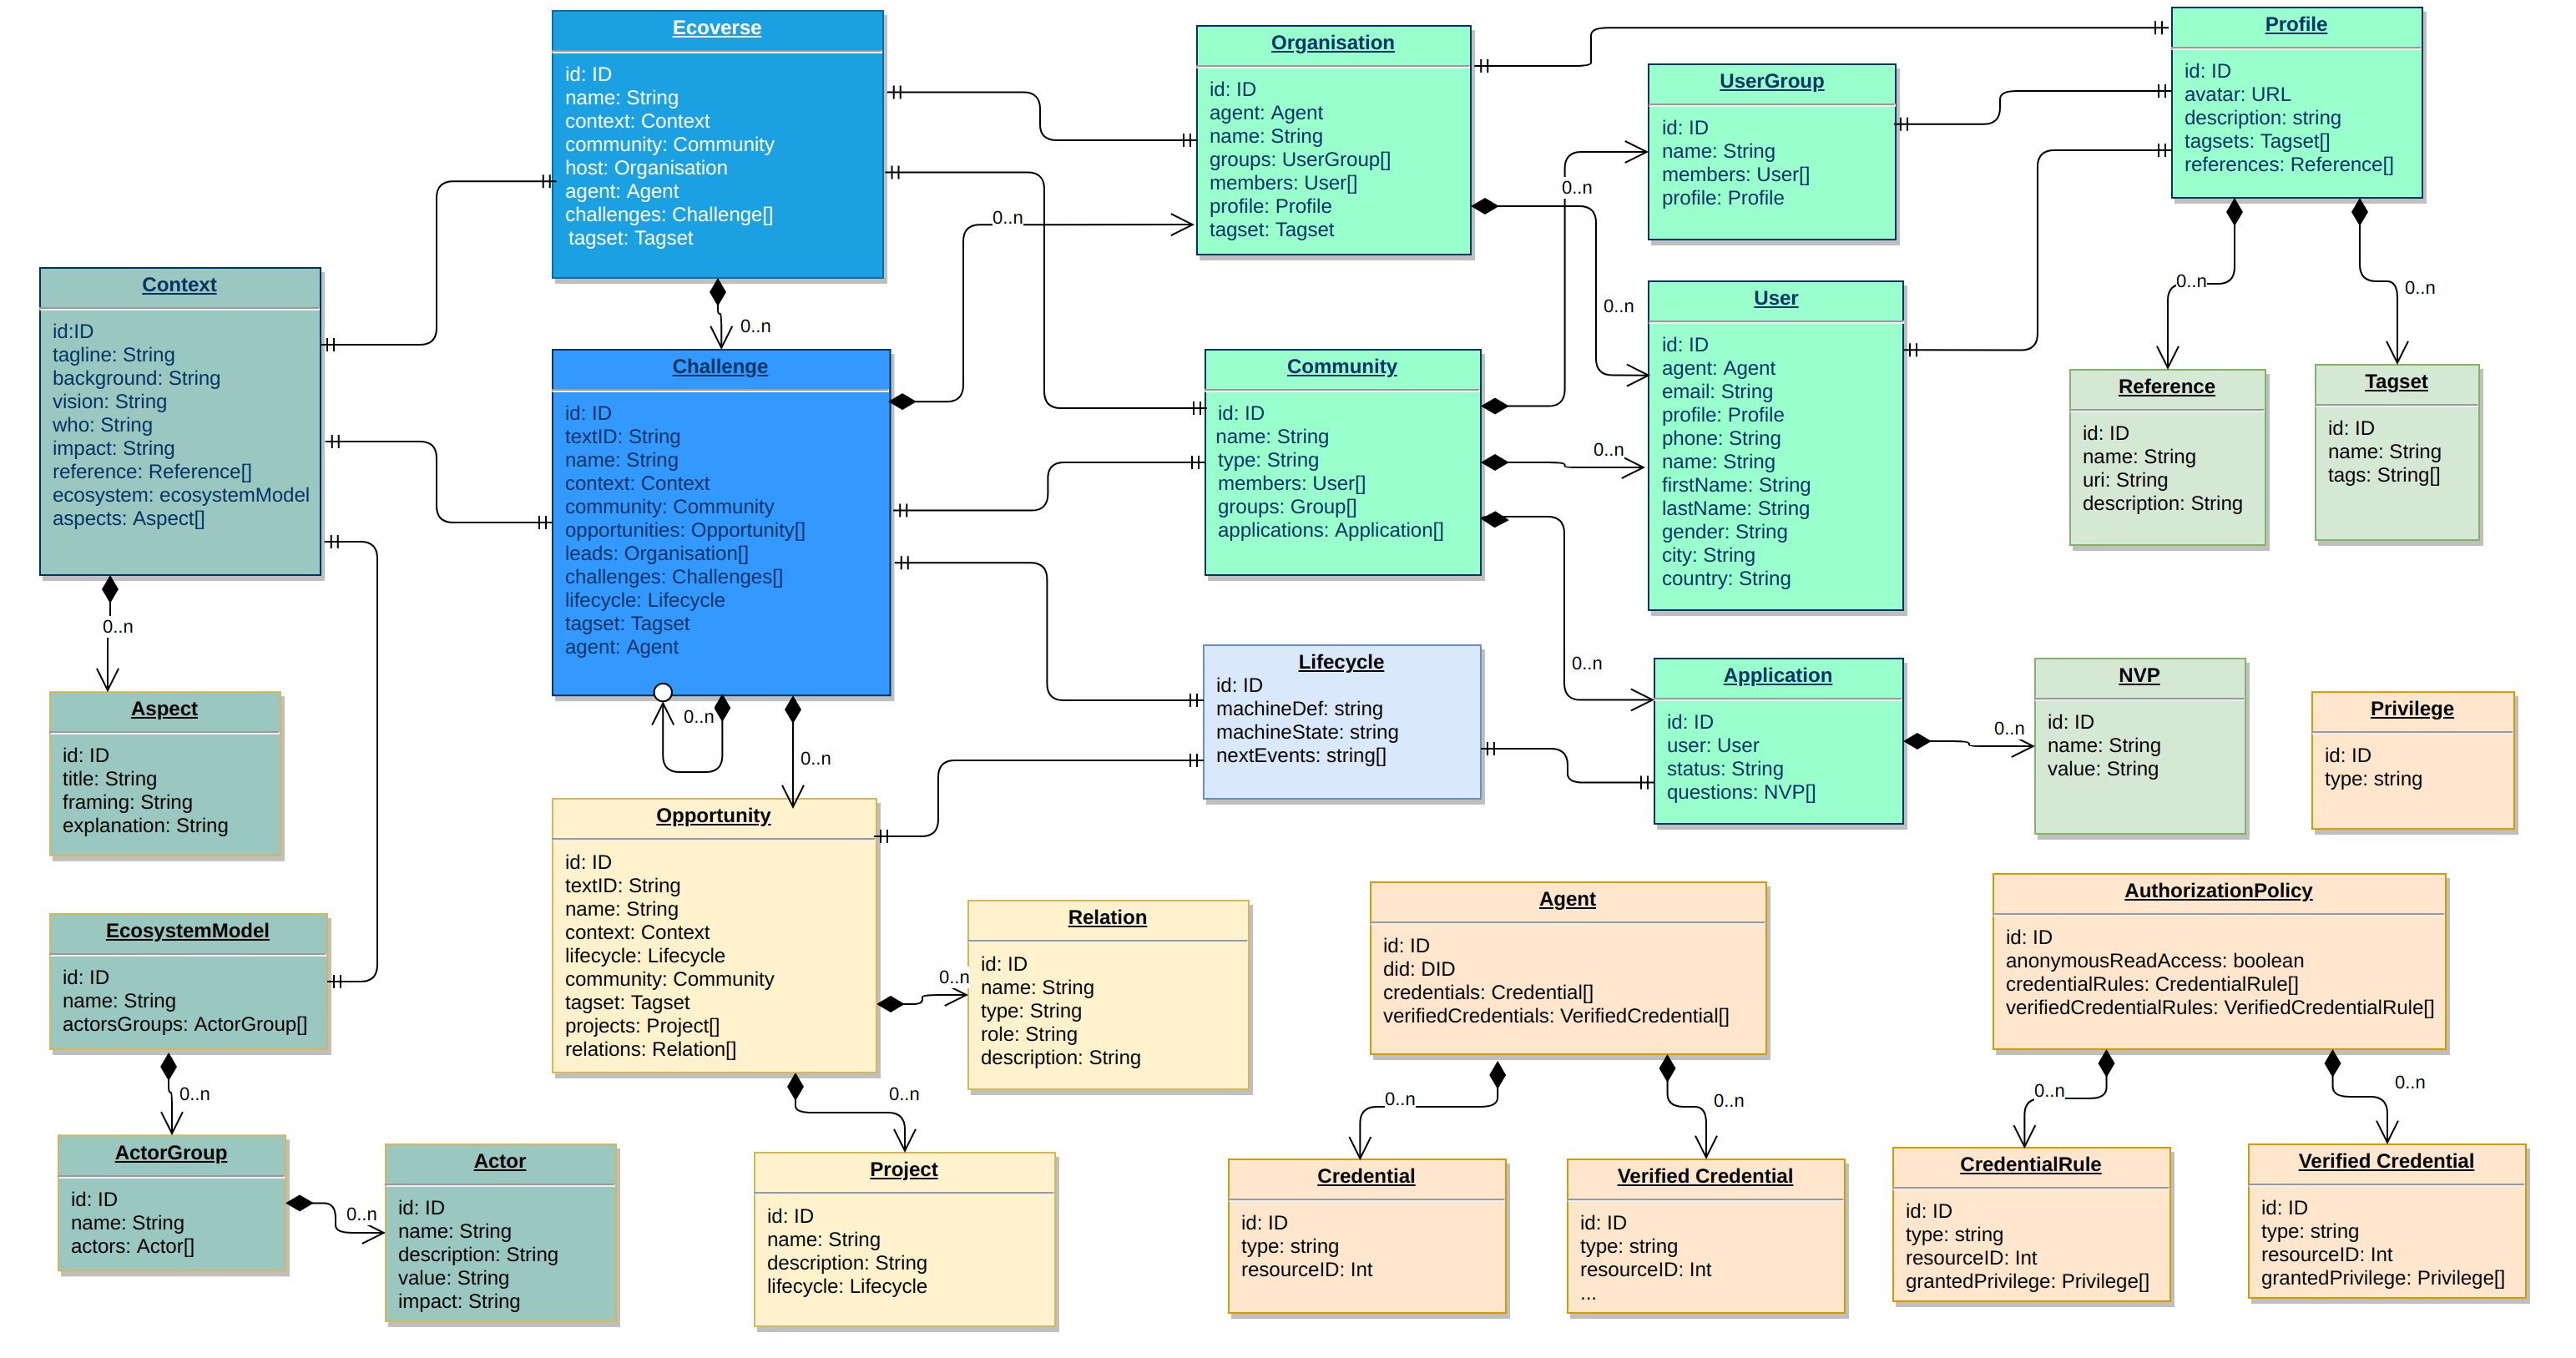 Ecoverse
id: ID
name: String
context: Context
community: Community
host: Organisation
agent: Agent
challenges: Challenge[]
tagset: Tagset
Organisation
id: ID
agent: Agent
name: String
groups: UserGroup[]
members: User[]
profile: Profile
tagset: Tagset
UserGroup
id: ID
name: String
members: User[]
profile: Profile
Profile
id: ID
avatar: URL
description: string
tagsets: Tagset[]
references: Reference[]
0..n
0..n
0..n
0..n
0..n
0..n
Context
id:ID
tagline: String
background: String
vision: String
who: String
impact: String
reference: Reference[]
ecosystem: ecosystemModel
aspects: Aspect[]
Challenge
id: ID
textID: String
name: String
context: Context
community: Community
opportunities: Opportunity[]
leads: Organisation[]
challenges: Challenges[]
lifecycle: Lifecycle
tagset: Tagset
agent: Agent
Community
id: ID
name: String
type: String
members: User[]
groups: Group[]
applications: Application[]
0..n
User
id: ID
agent: Agent
email: String
profile: Profile
phone: String
name: String
firstName: String
lastName: String
gender: String
city: String
country: String
Reference
id: ID
name: String
uri: String
description: String
Tagset
id: ID
name: String
tags: String[]
0..n
0..n
0..n
0..n
0..n
Aspect
id: ID
title: String
framing: String
explanation: String
Lifecycle
id: ID
machineDef: string
machineState: string
nextEvents: string[]
Application
id: ID
user: User
status: String
questions: NVP[]
NVP
id: ID
name: String
value: String
Privilege
id: ID
type: string
Opportunity
id: ID
textID: String
name: String
context: Context
lifecycle: Lifecycle
community: Community
tagset: Tagset
projects: Project[]
relations: Relation[]
0..n
Relation
id: ID
name: String
type: String
role: String
description: String
Agent
id: ID
did: DID
credentials: Credential[]
verifiedCredentials: VerifiedCredential[]
AuthorizationPolicy
id: ID
anonymousReadAccess: boolean
credentialRules: CredentialRule[]
verifiedCredentialRules: VerifiedCredentialRule[]
EcosystemModel
id: ID
name: String
actorsGroups: ActorGroup[]
0..n
0..n
0..n
0..n
0..n
0..n
ActorGroup
id: ID
name: String
actors: Actor[]
0..n
Actor
id: ID
name: String
description: String
value: String
impact: String
Project
id: ID
name: String
description: String
lifecycle: Lifecycle
Credential
id: ID
type: string
resourceID: Int
Verified Credential
id: ID
type: string
resourceID: Int
...
CredentialRule
id: ID
type: string
resourceID: Int
grantedPrivilege: Privilege[]
Verified Credential
id: ID
type: string
resourceID: Int
grantedPrivilege: Privilege[]